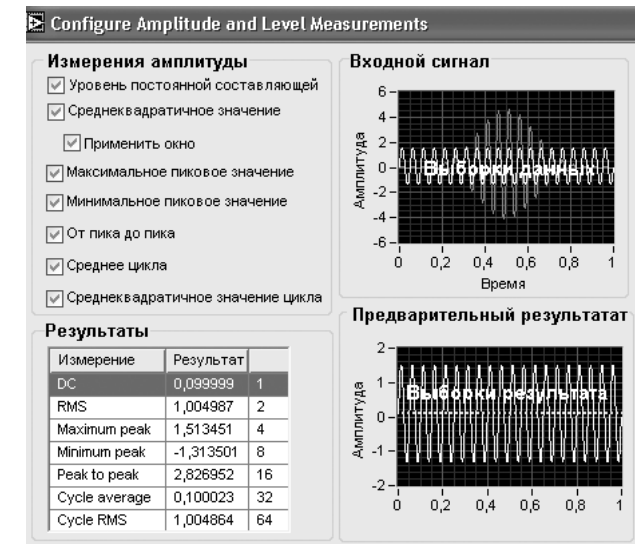 Configure Amplitude and Level Measurements
Измерения амплитуды
Уровень постоянной составляющей
Среднеквадратичное значение
Применить окно
Максимальное пиковое значение
Минимальное пиковое значение
От пика до пика
Среднее цикла
Среднеквадратичное значение цикла
Результаты
Измерение Результат
DC 0,099999 1
RMS 1,004987 2
Maximum peak 1,513451 4
Minimum peak -1,313501 8
Peak to peak 2,826952 16
Cycle average 0,100023 32
Cycle RMS 1,004864 64
Входной сигнал
Амплитуда
6
4
2
0
-2
-4
-6
Выборки данных
0 0,2 0,4 0,6 0,8 1
Время
Предварительный результатат
Амплитуда
2
1
0
-1
-2
Выборки результата
0 0,2 0,4 0,6 0,8 1